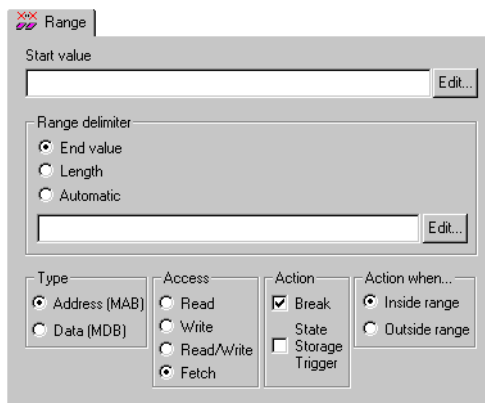 Range
Start value
Edit...
Range delimiter
End value
Length
Automatic
Edit...
Type
Address (MAB)
Data (MDB)
Access
Read
Write
Read/Write
Fetch
Action
Break
State
Storage
Trigger
Action when...
Inside range
Outside range